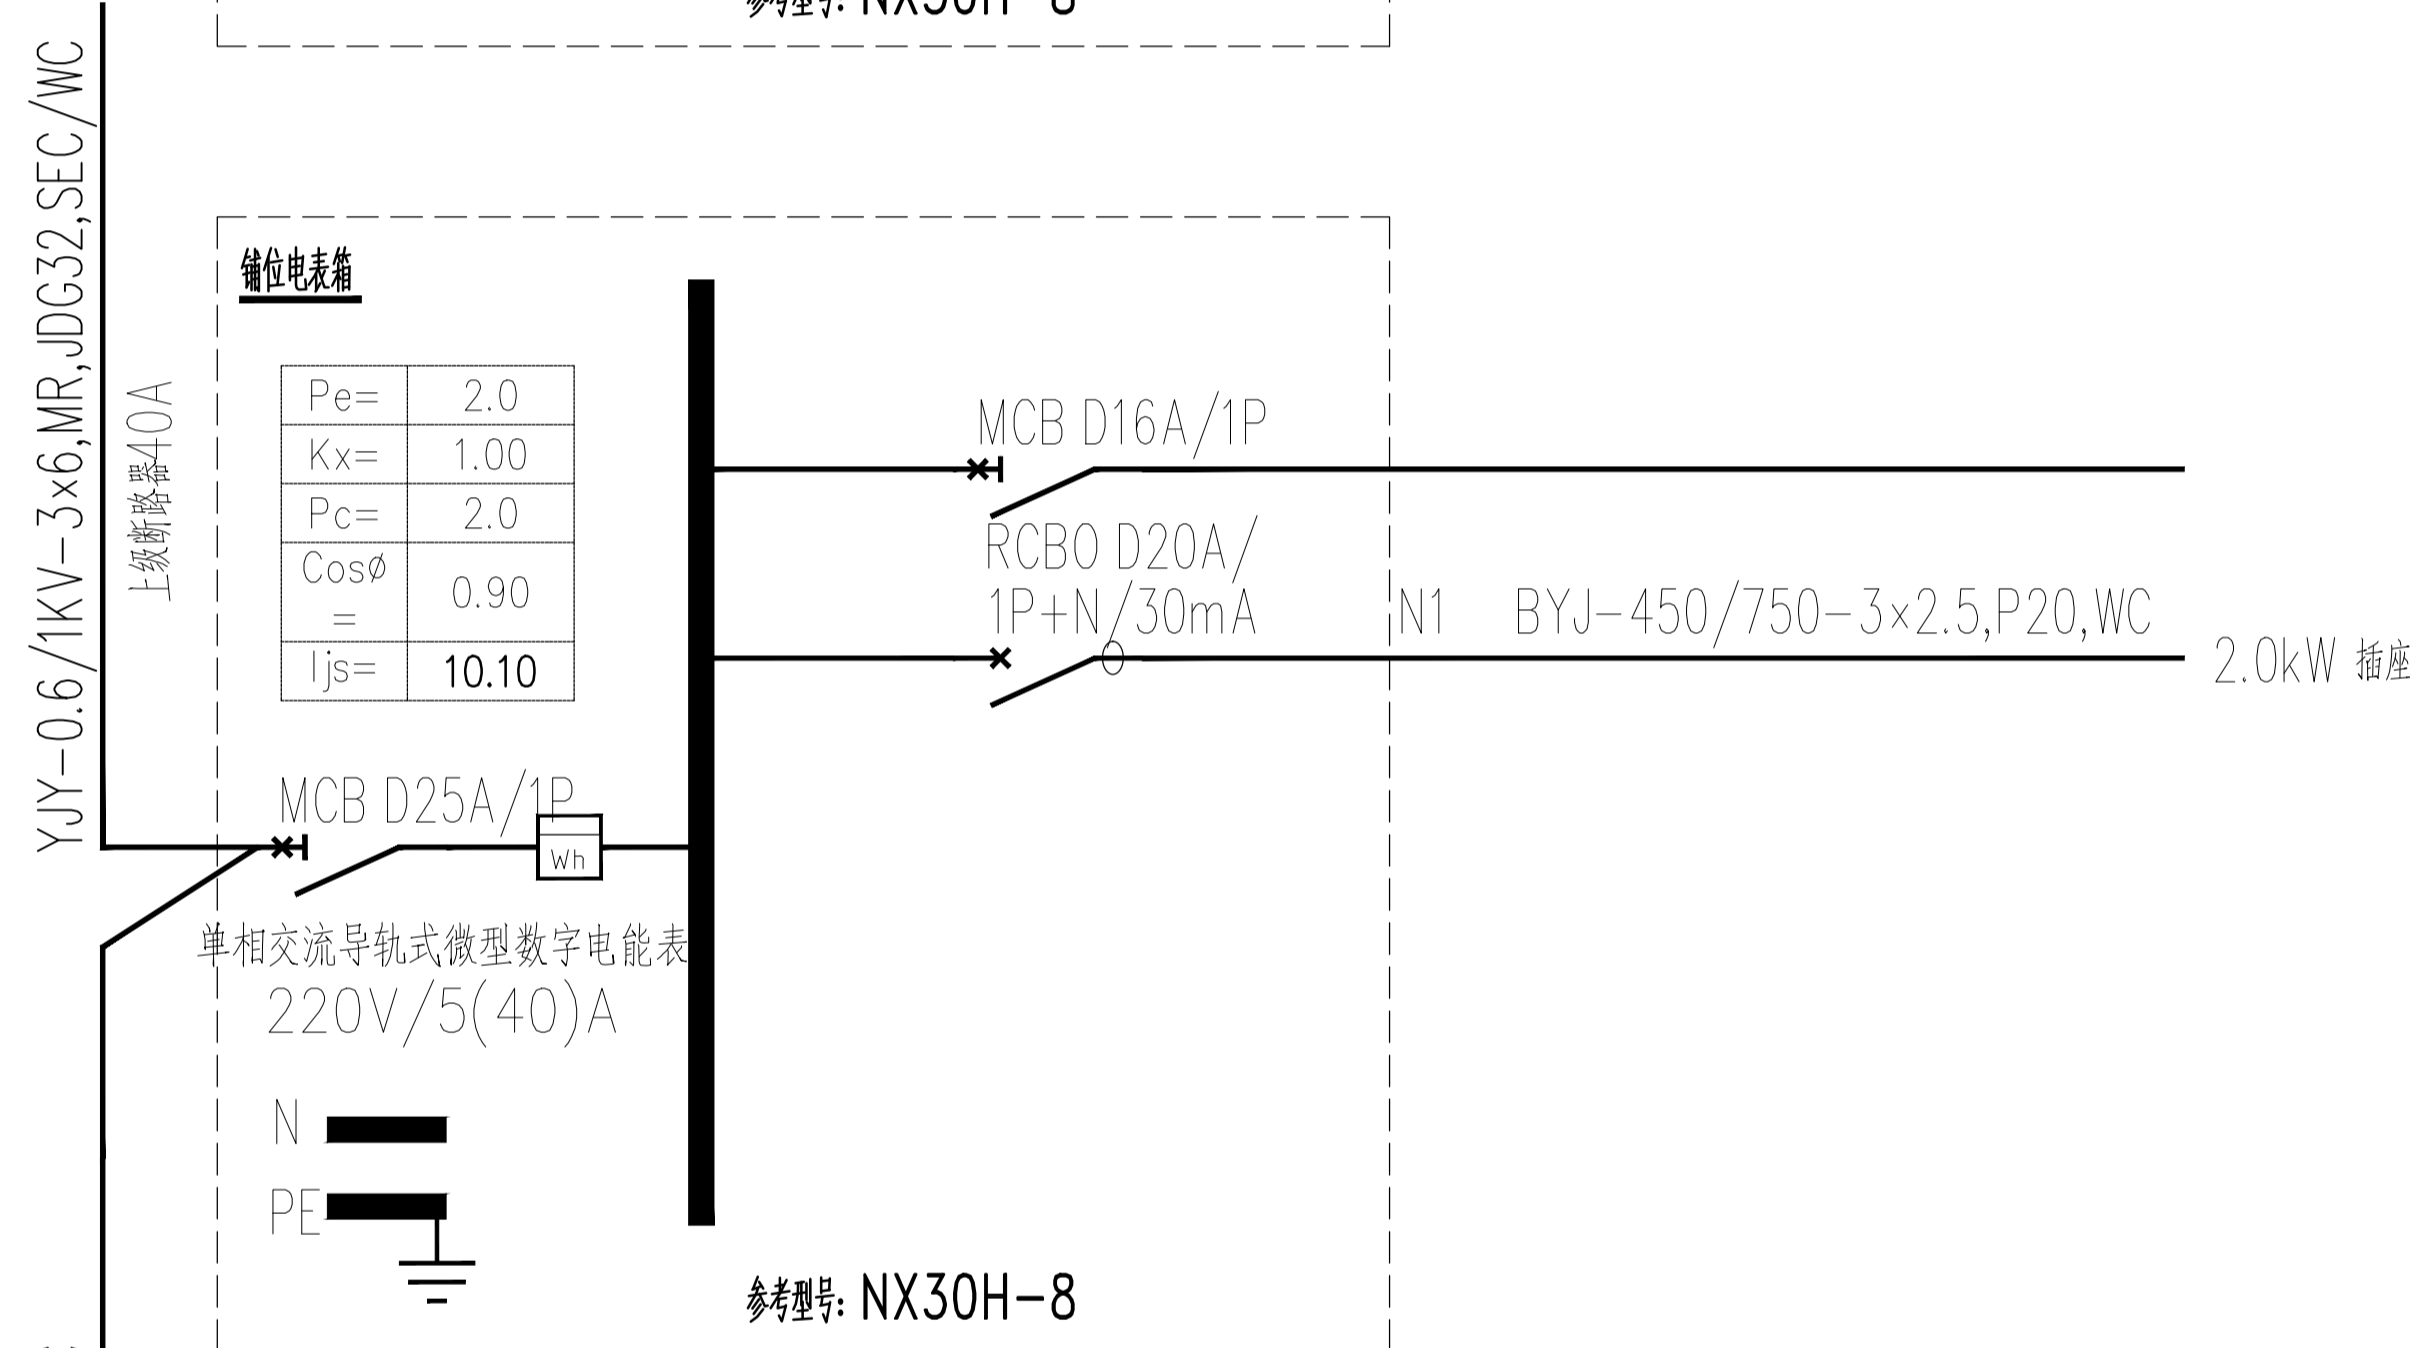 参考型号: NX30H-8
YJY-0.6/1KV-3×6,MR,JDG32,SEC/WC
上级断路器40A
铺位电表箱
Pe= 2.0
Kx= 1.00
Pc= 2.0
Cosø = 0.90
Ijs= 10.10
MCB D16A/1P
RCBO D20A/
1P+N/30mA
N1 BYJ-450/750-3×2.5,P20,WC
2.0kW 插座
MCB D25A/1P
Wh
单相交流导轨式微型数字电能表
220V/5(40)A
N
PE
参考型号: NX30H-8